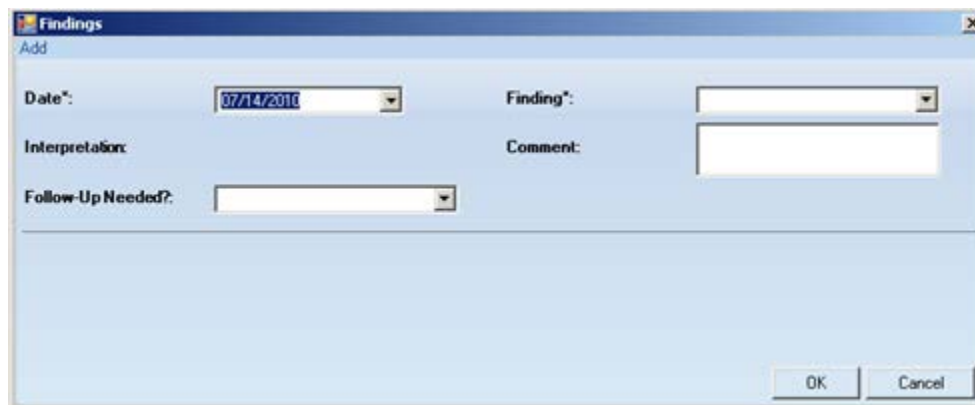 Findings
Add
Date*: 07/14/2010 Finding*:
Interpretation: Comment:
Follow-Up Needed?:
OK Cancel